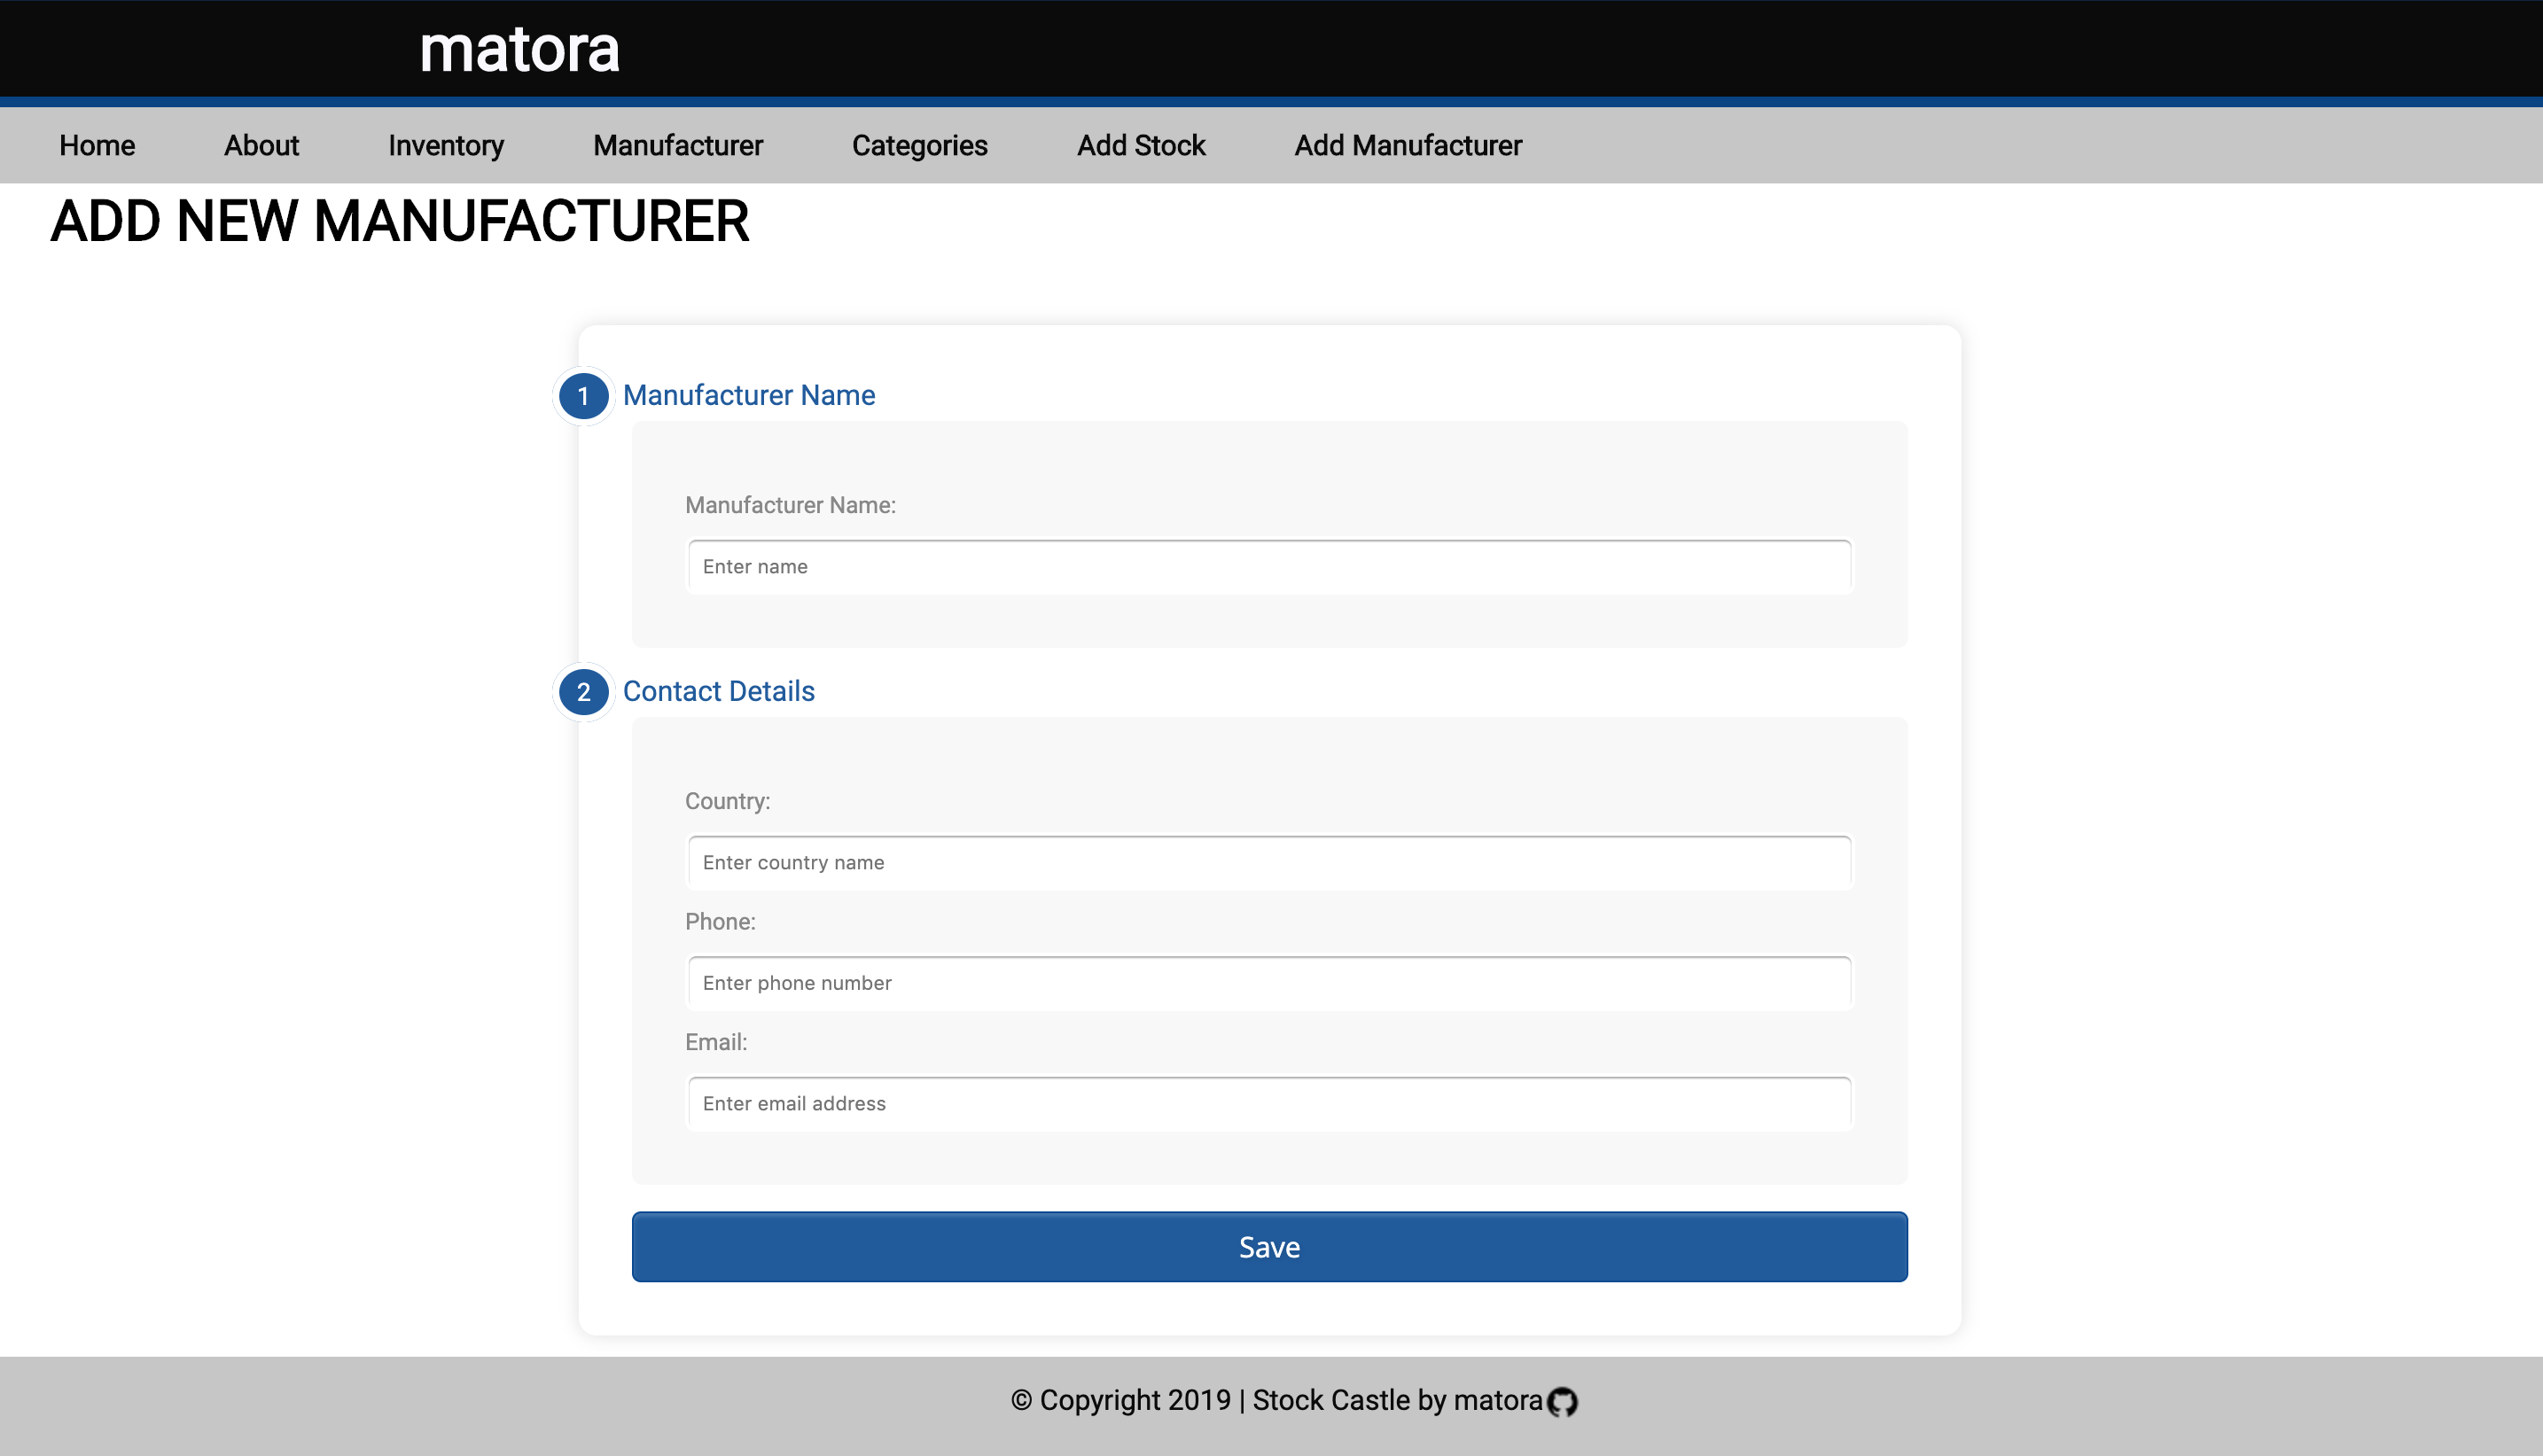 matora
Home About Inventory Manufacturer Categories Add Stock Add Manufacturer
ADD NEW MANUFACTURER
1 Manufacturer Name
Manufacturer Name:
Enter name
2 Contact Details
Country:
Enter country name
Phone:
Enter phone number
Email:
Enter email address
Save
© Copyright 2019 | Stock Castle by matora